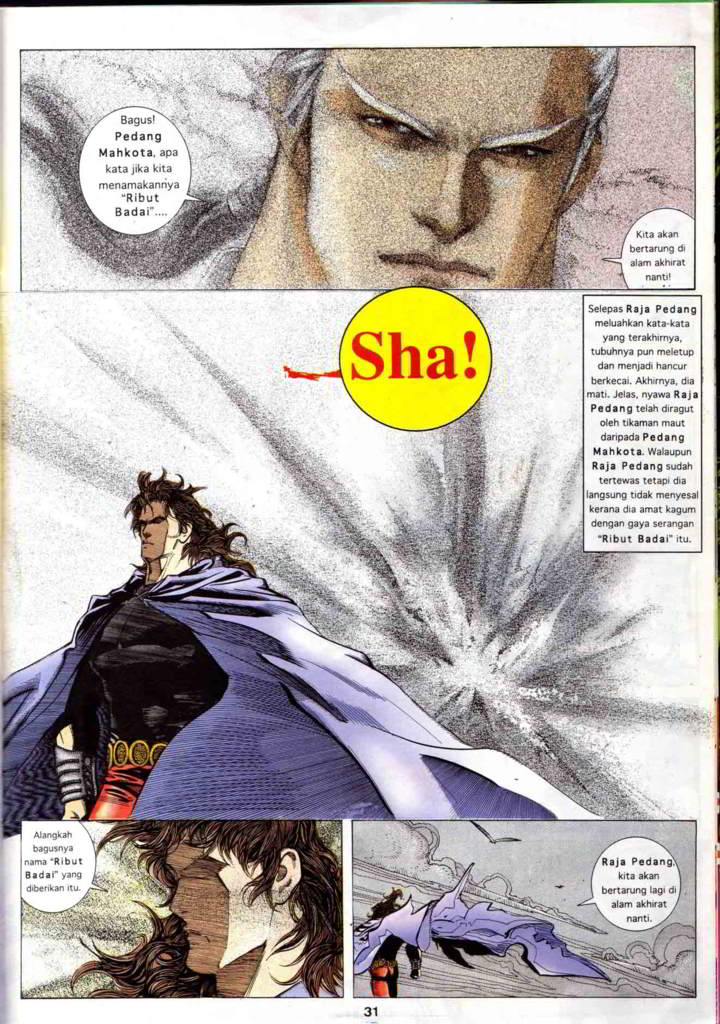 Bagus!
Pedang
Mahkota, apa
kata jika kita
menamakannya
"Ribut
Badai"....
Kita akan
bertarung di
alam akhirat
nanti!
Sha!
Selepas Raja Pedang
meluahkan kata-kata
yang terakhirnya,
tubuhnya pun meletup
dan menjadi hancur
berkecai. Akhirnya, dia
mati. Jelas, nyawa Raja
Pedang telah diragut
oleh tikaman maut
daripada Pedang
Mahkota. Walaupun
Raja Pedang sudah
tertewas tetapi dia
langsung tidak menyesal
kerana dia amat kagum
dengan gaya serangan
"Ribut Badai" itu.
Alangkah
bagusnya
nama "Ribut
Badai" yang
diberikan itu.
Raja Pedang,
kita akan
bertarung lagi di
alam akhirat
nanti.
31